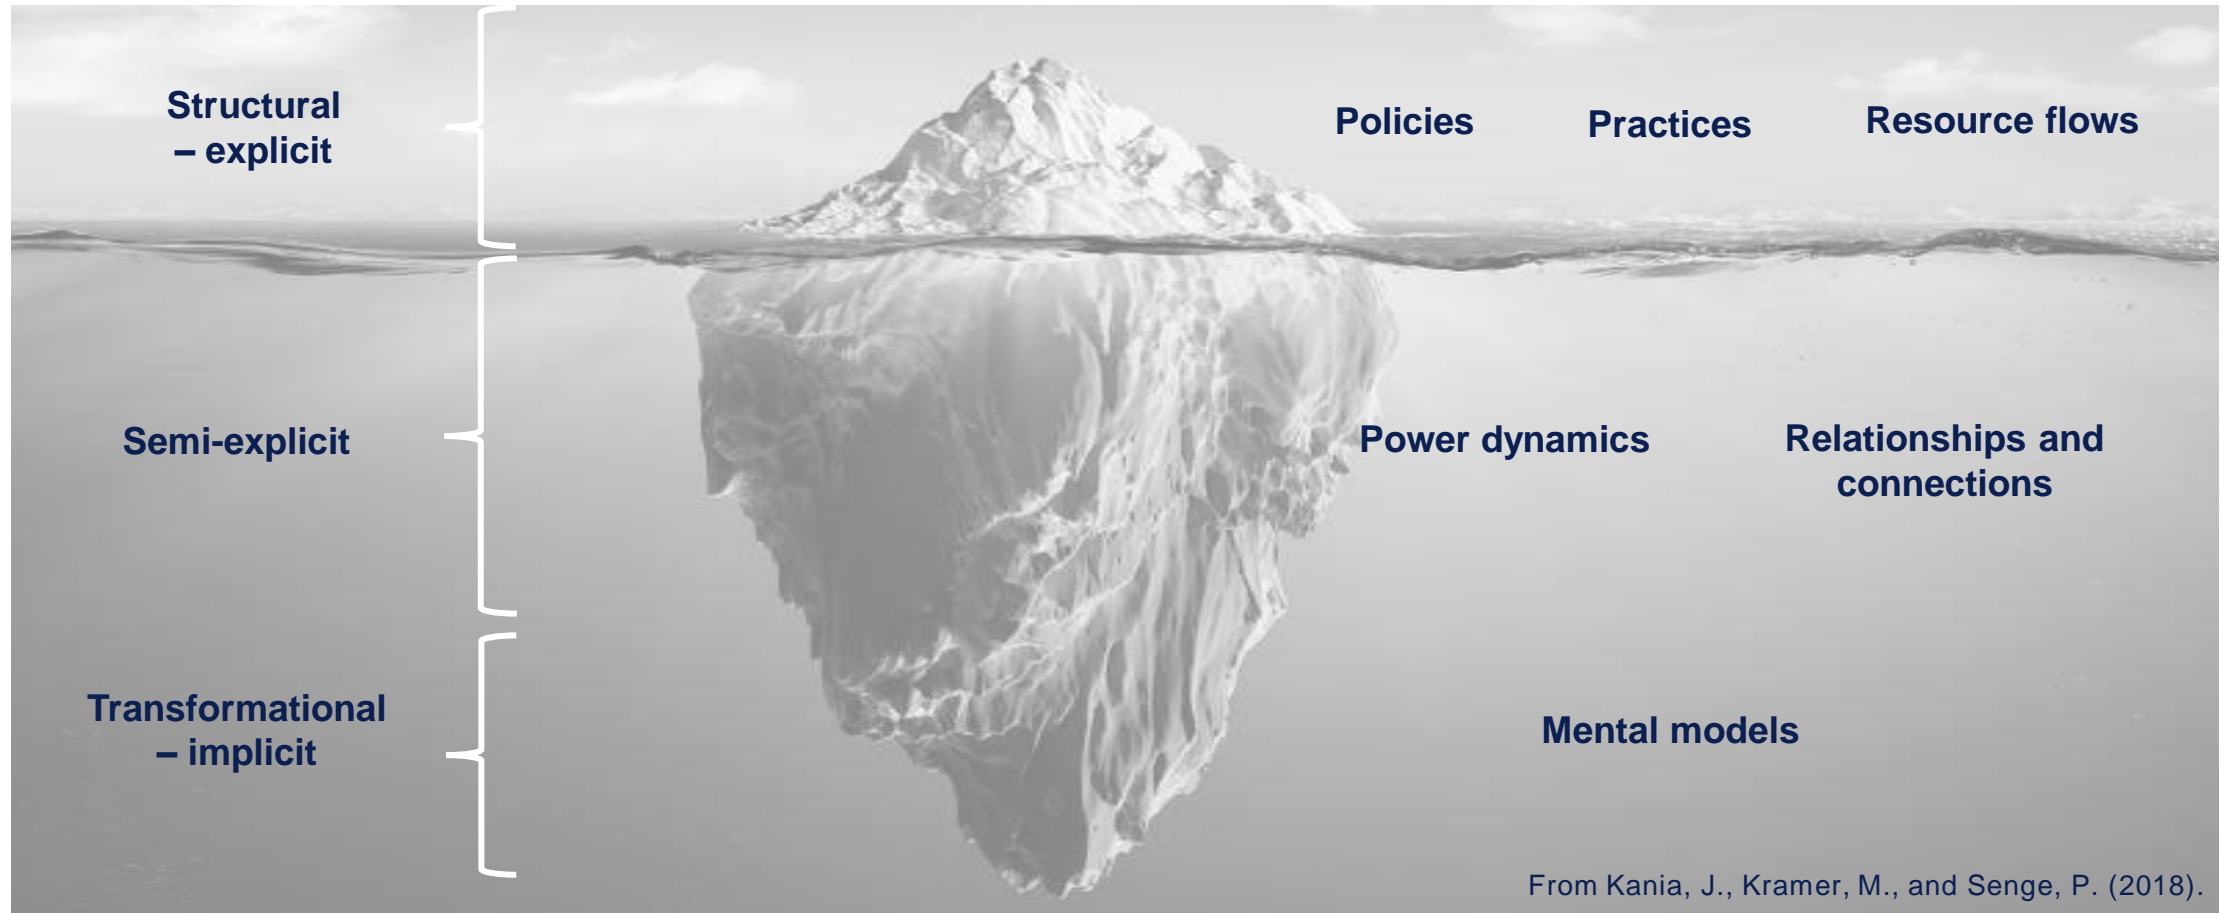 Structural
– explicit
Policies
Practices
Resource flows
Semi-explicit
Power dynamics
Relationships and
connections
Transformational
– implicit
Mental models
From Kania, J., Kramer, M., and Senge, P. (2018).